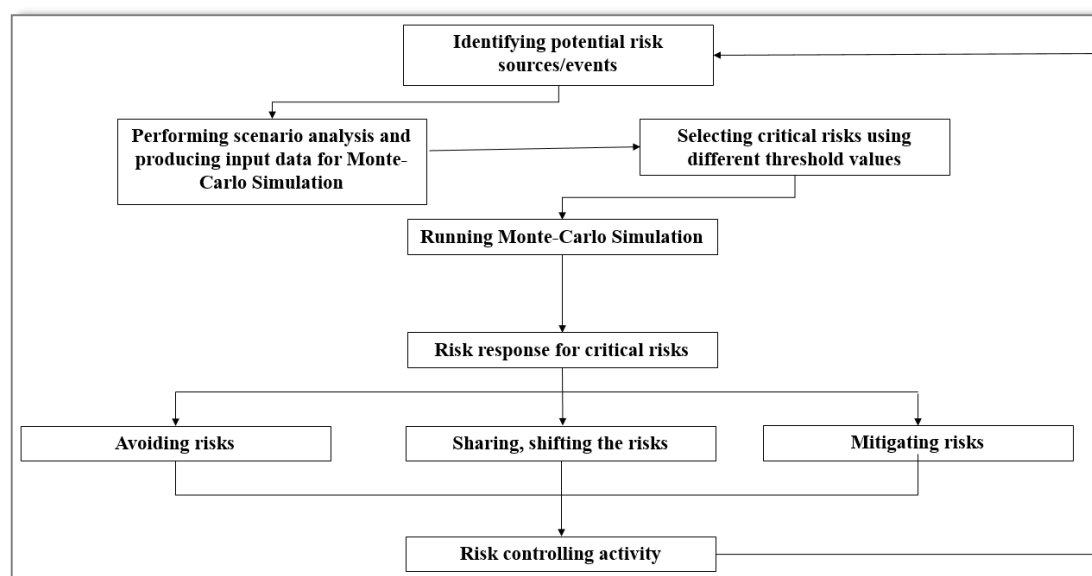 Identifying potential risk
sources/events
Performing scenario analysis and
producing input data for Monte-
Carlo Simulation
Selecting critical risks using
different threshold values
Running Monte-Carlo Simulation
Risk response for critical risks
Avoiding risks
Sharing, shifting the risks
Mitigating risks
Risk controlling activity